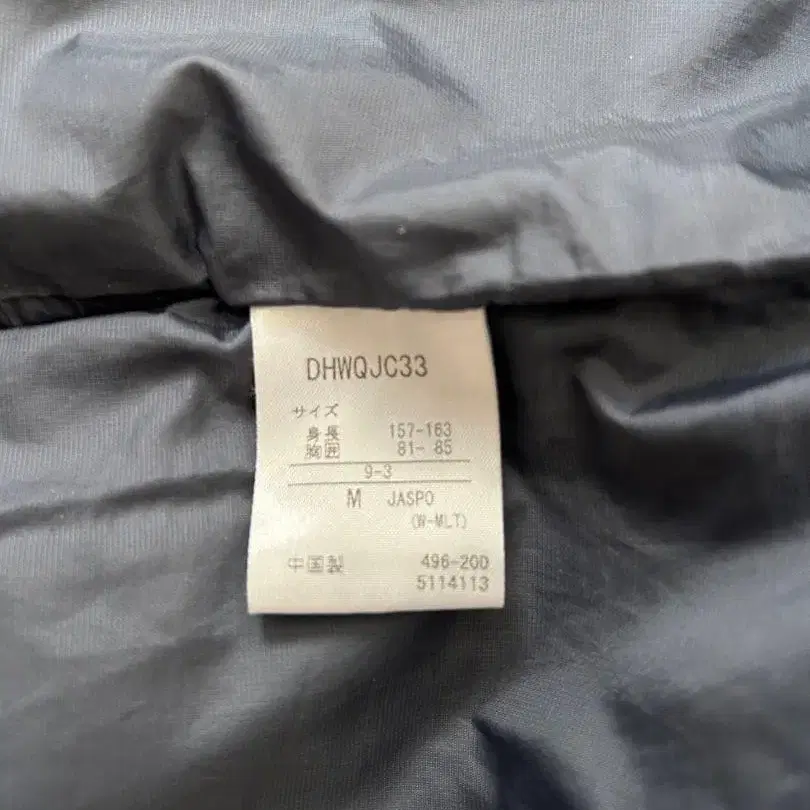 DHWQJC33
サイズ
身長 157-163
胸囲 81- 85
9-3
M JASPO
(W-MLT)
中国製 496-200
5114113